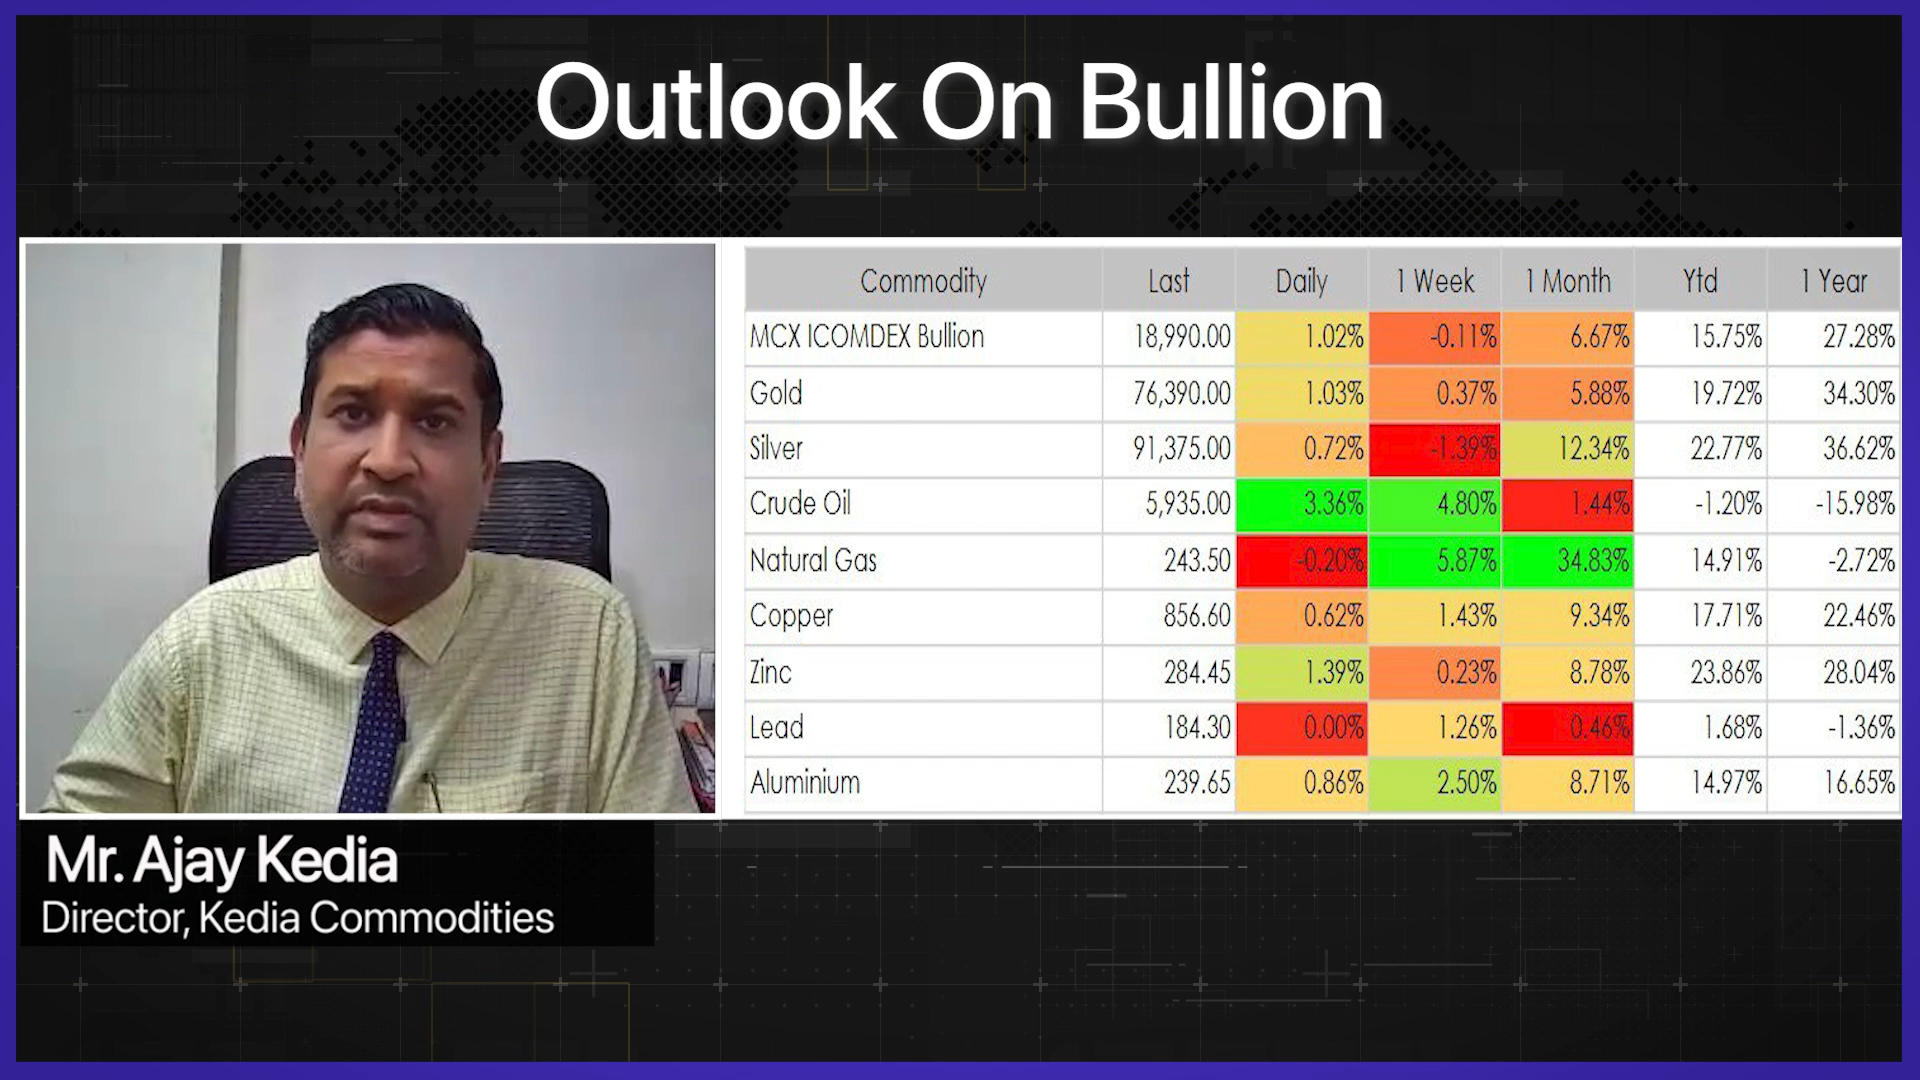 Outlook On Bullion
Commodity Last Daily 1 Week 1 Month Ytd 1 Year
MCX ICOMDEX Bullion 18,990.00 1.02% -0.11% 6.67% 15.75% 27.28%
Gold 76,390.00 1.03% 0.37% 5.88% 19.72% 34.30%
Silver 91,375.00 0.72% -1.39% 12.34% 22.77% 36.62%
Crude Oil 5,935.00 3.36% 4.80% 1.44% -1.20% -15.98%
Natural Gas 243.50 -0.20% 5.87% 34.83% 14.91% -2.72%
Copper 856.60 0.62% 1.43% 9.34% 17.71% 22.46%
Zinc 284.45 1.39% 0.23% 8.78% 23.86% 28.04%
Lead 184.30 0.00% 1.26% 0.46% 1.68% -1.36%
Aluminium 239.65 0.86% 2.50% 8.71% 14.97% 16.65%
Mr. Ajay Kedia
Director, Kedia Commodities